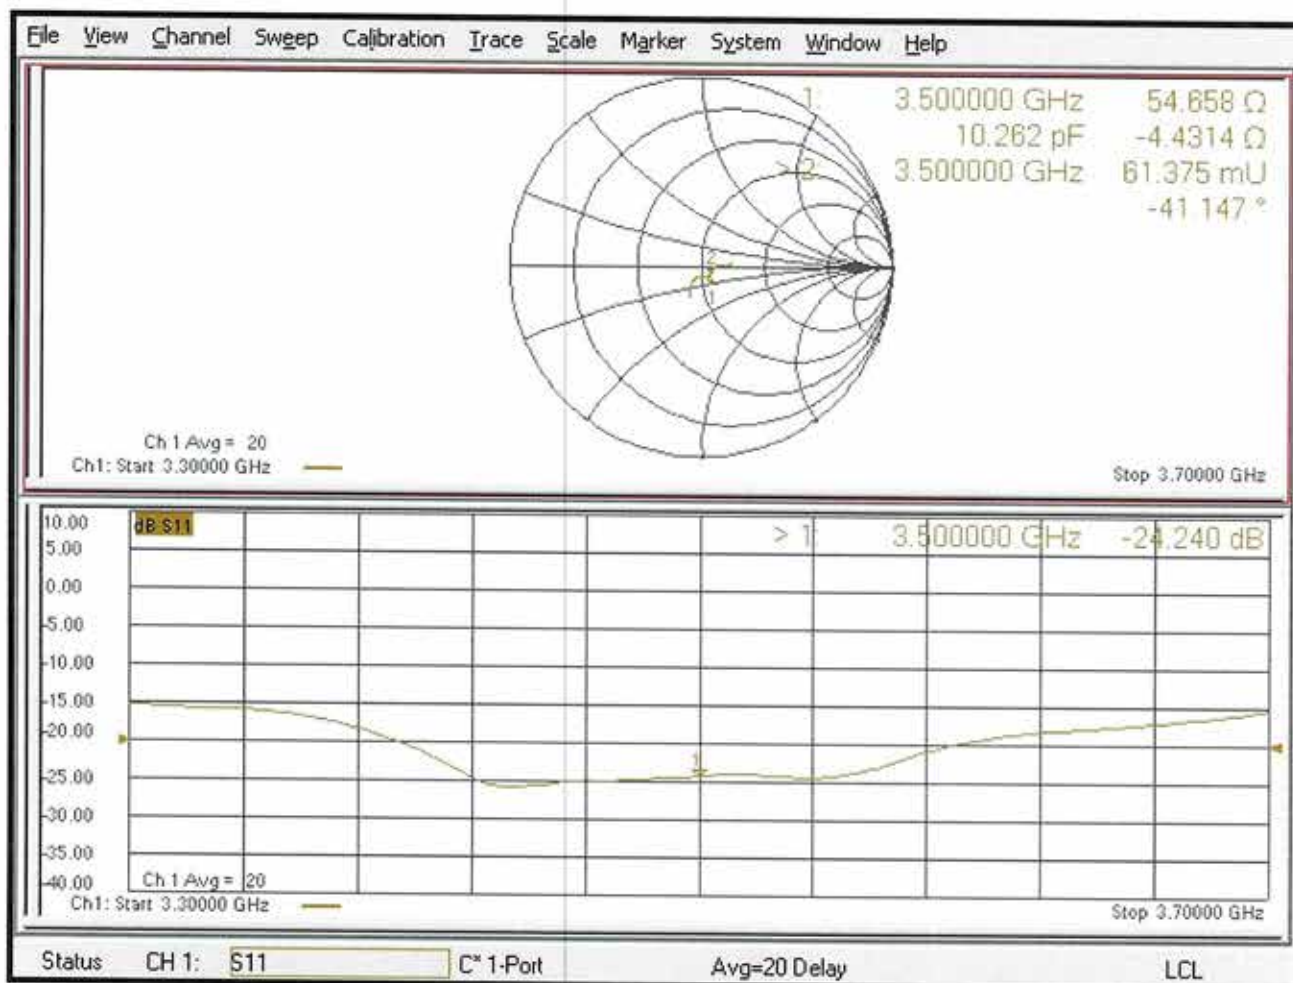 File View Channel Sweep Calibration Trace Scale Marker System Window Help
1: 3.500000 GHz 54.658 Ω
10.262 pF -4.4314 Ω
> 2: 3.500000 GHz 61.375 mU
-41.147 °
2
1
Ch 1 Avg = 20
Ch1: Start 3.30000 GHz
Stop 3.70000 GHz
10.00
dB S11
> 1: 3.500000 GHz -24.240 dB
5.00
0.00
-5.00
-10.00
-15.00
-20.00
1
-25.00
-30.00
-35.00
-40.00
Ch 1 Avg = 20
Ch1: Start 3.30000 GHz
Stop 3.70000 GHz
Status CH 1: S11 C* 1-Port Avg=20 Delay LCL